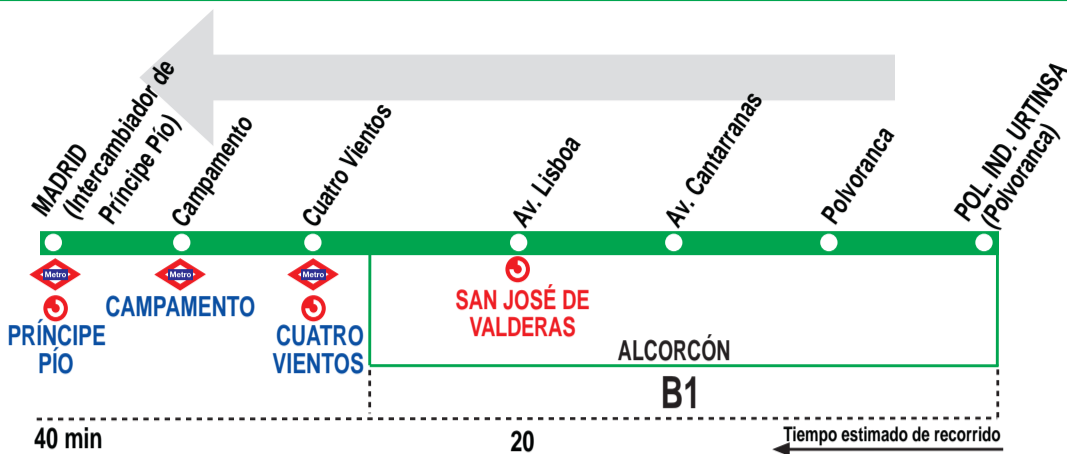 MADRID
(Intercambiador de
Príncipe Pío)
Campamento
Cuatro Vientos
Av. Lisboa
Av. Cantarranas
Polvoranca
POL. IND. URTINSA
(Polvoranca)
Metro
Metro
Metro
PRÍNCIPE
PÍO
CAMPAMENTO
CUATRO
VIENTOS
SAN JOSÉ DE
VALDERAS
ALCORCÓN
B1
40 min
20
Tiempo estimado de recorrido